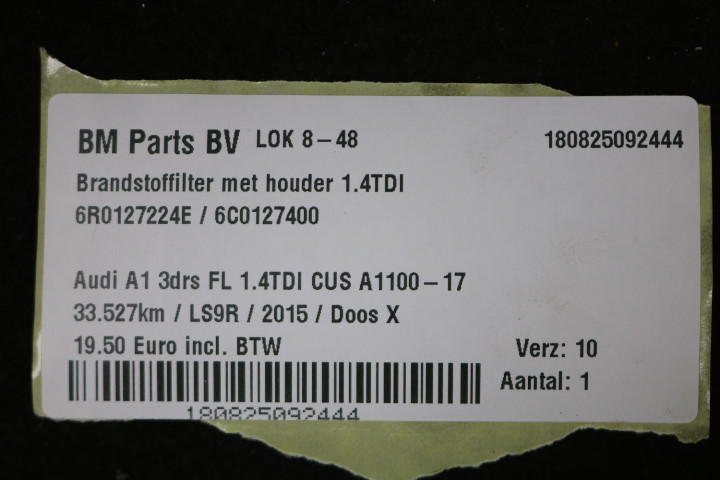 BM Parts BV LOK 8-48 180825092444
Brandstoffilter met houder 1.4TDI
6R0127224E / 6C0127400
Audi A1 3drs FL 1.4TDI CUS A1100-17
33.527km / LS9R / 2015 / Doos X
19.50 Euro incl. BTW Verz: 10
Aantal: 1
180825092444